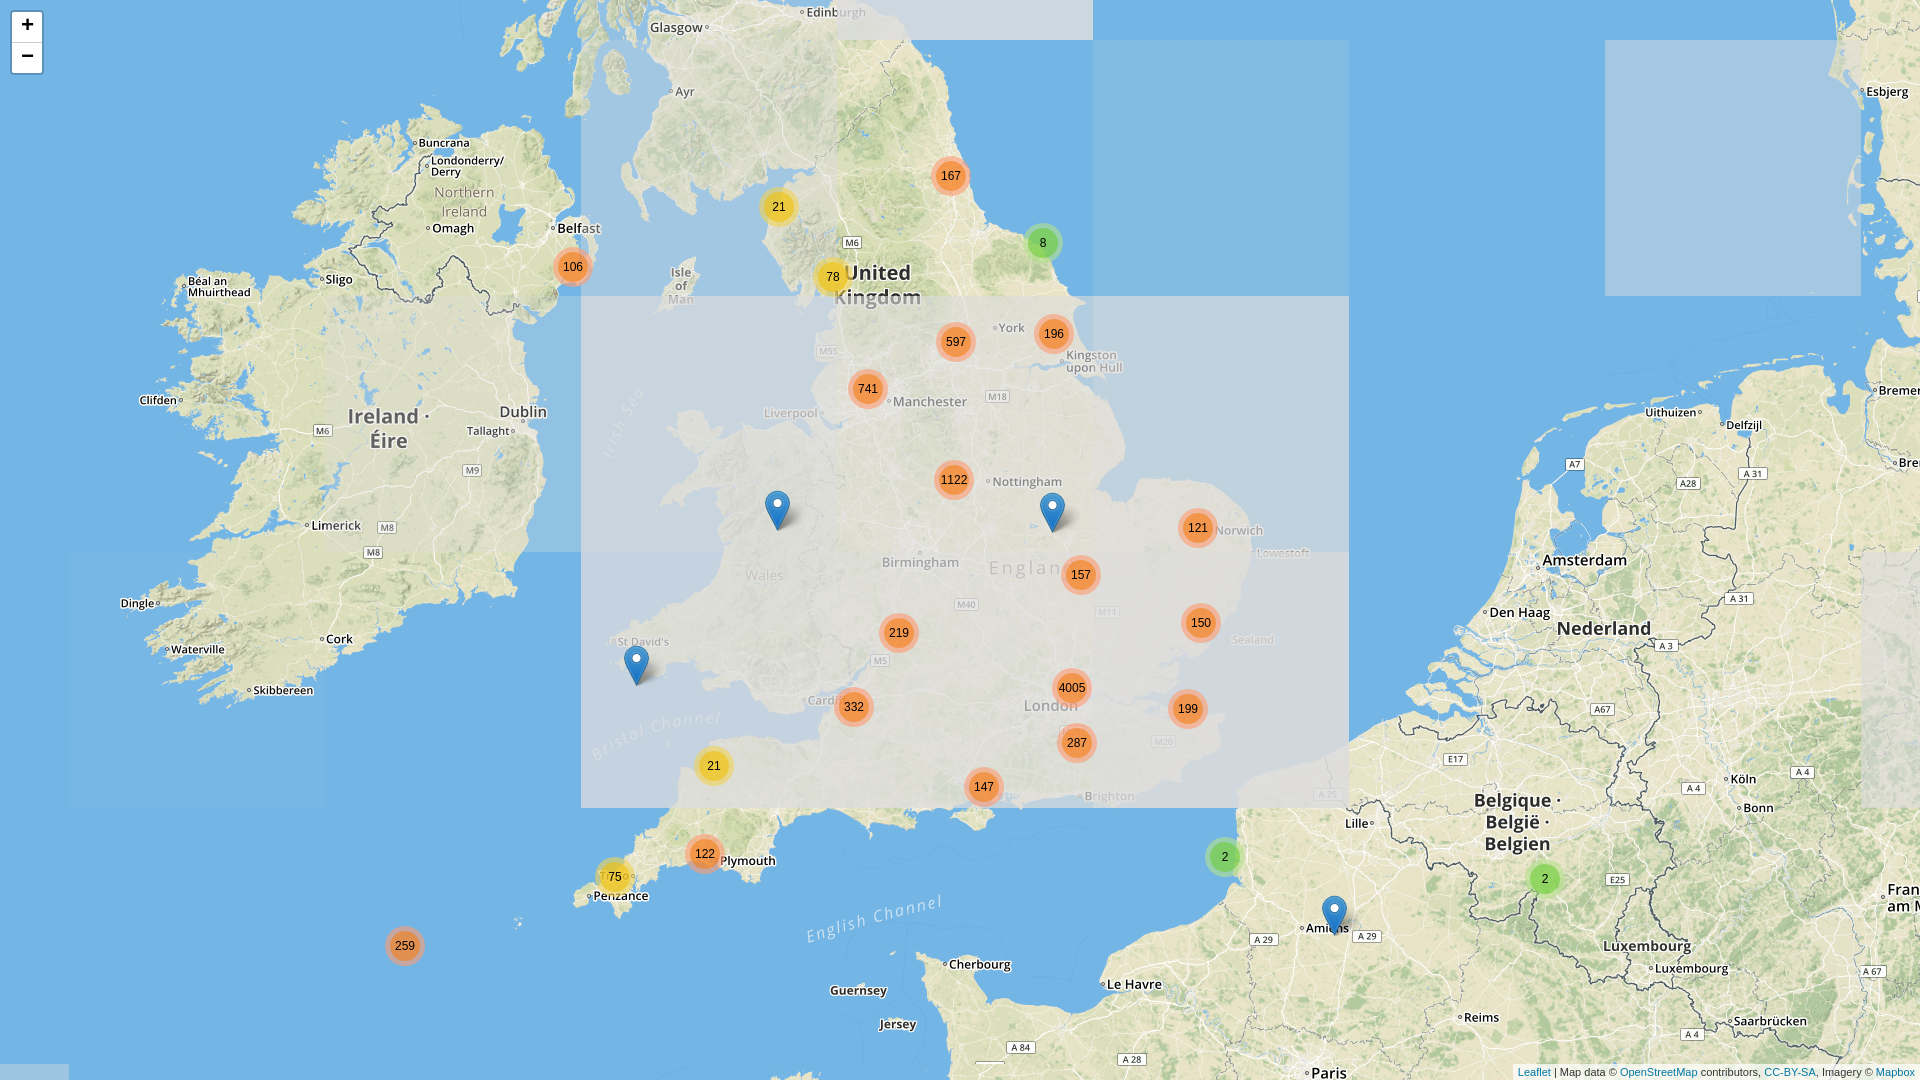 +
−
Glasgow
Edinburgh
Ayr
Esbjerg
Buncrana
Londonderry/
Derry
Northern
Ireland
Omagh
Belfast
167
21
M6
8
106
78
United
Kingdom
Isle
of
Man
Sligo
Béal an
Mhuirthead
York
196
597
M55
Kingston
upon Hull
741
Manchester
M18
Liverpool
Irish Sea
Clifden
Ireland ·
Éire
Dublin
Tallaght
M6
M9
Uithuizen
Delfzijl
Bremer
A7
A 31
A28
Bre
1122
Nottingham
121
Norwich
Lowestoft
Limerick
M8
M8
Birmingham
England
157
Wales
Amsterdam
Dingle
M40
M11
A 31
Den Haag
Nederland
150
Sealand
219
Cork
St David's
Waterville
M5
A 3
Skibbereen
4005
Cardiff
332
London
199
A67
Bristol Channel
287
M20
E17
21
147
Brighton
A 25
Köln
A 4
A 4
Bonn
Belgique ·
België ·
Belgien
Lille
122
Plymouth
2
75
Penzance
2
E25
Fran
am M
English Channel
Amiens
A 29
A 29
259
Luxembourg
Luxembourg
A 67
Cherbourg
Le Havre
Guernsey
Jersey
Reims
Saarbrücken
A 84
A 28
A 4
Paris
Leaflet | Map data © OpenStreetMap contributors, CC-BY-SA, Imagery © Mapbox